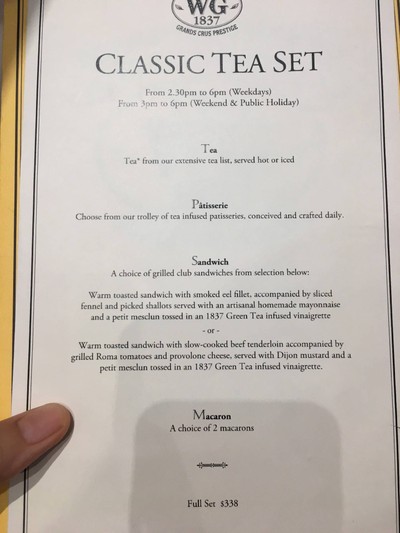 WG
1837
GRANDS CRUS PRESTIGE
CLASSIC TEA SET
From 2.30pm to 6pm (Weekdays)
From 3pm to 6pm (Weekend & Public Holiday)
Tea
Tea* from our extensive tea list, served hot or iced
Pâtisserie
Choose from our trolley of tea infused patisseries, conceived and crafted daily.
Sandwich
A choice of grilled club sandwiches from selection below:
Warm toasted sandwich with smoked eel fillet, accompanied by sliced
fennel and picked shallots served with an artisanal homemade mayonnaise
and a petit mesclun tossed in an 1837 Green Tea infused vinaigrette
- or -
Warm toasted sandwich with slow-cooked beef tenderloin accompanied by
grilled Roma tomatoes and provolone cheese, served with Dijon mustard and a
petit mesclun tossed in an 1837 Green Tea infused vinaigrette.
Macaron
A choice of 2 macarons
Full Set $338